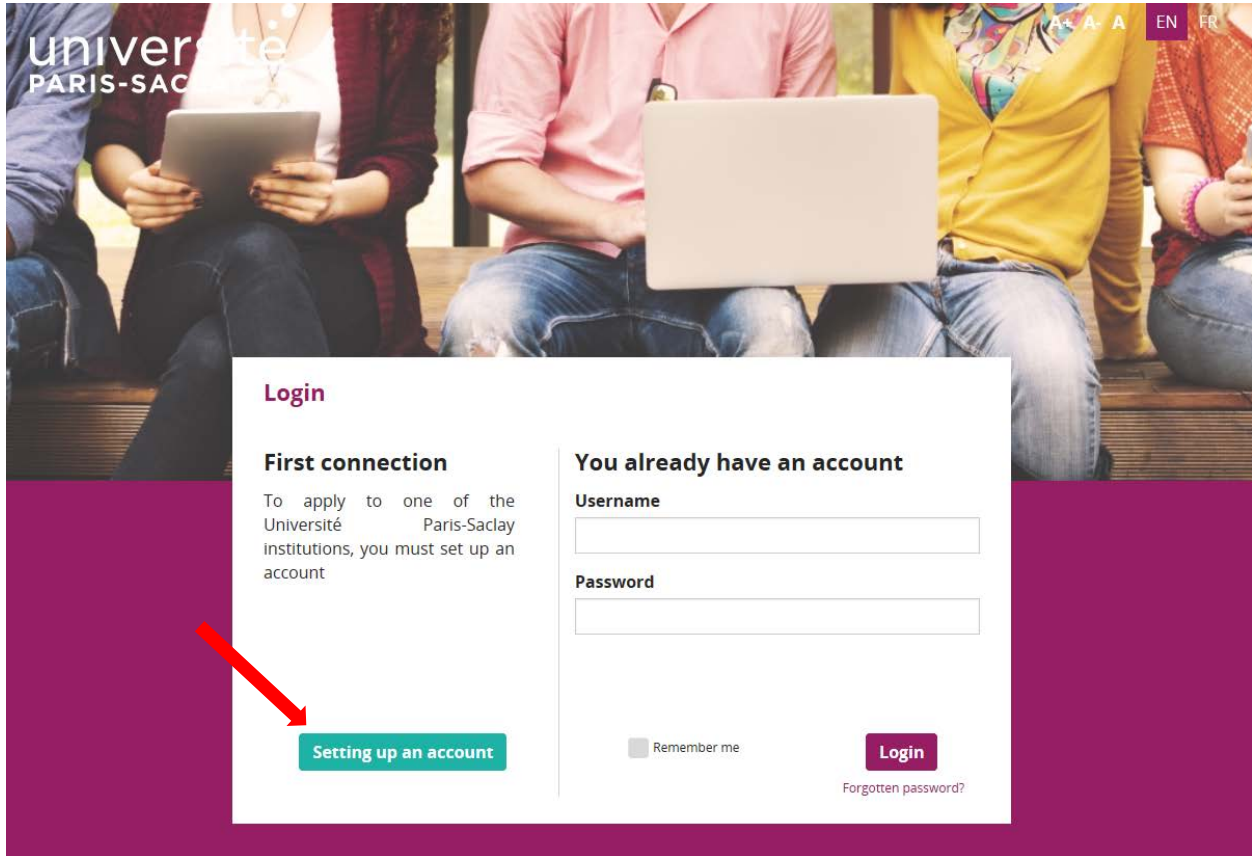 université
PARIS-SACLAY
A+ A- A EN FR
Login
First connection
To apply to one of the
Université Paris-Saclay
institutions, you must set up an
account
Setting up an account
You already have an account
Username
Password
Remember me
Login
Forgotten password?